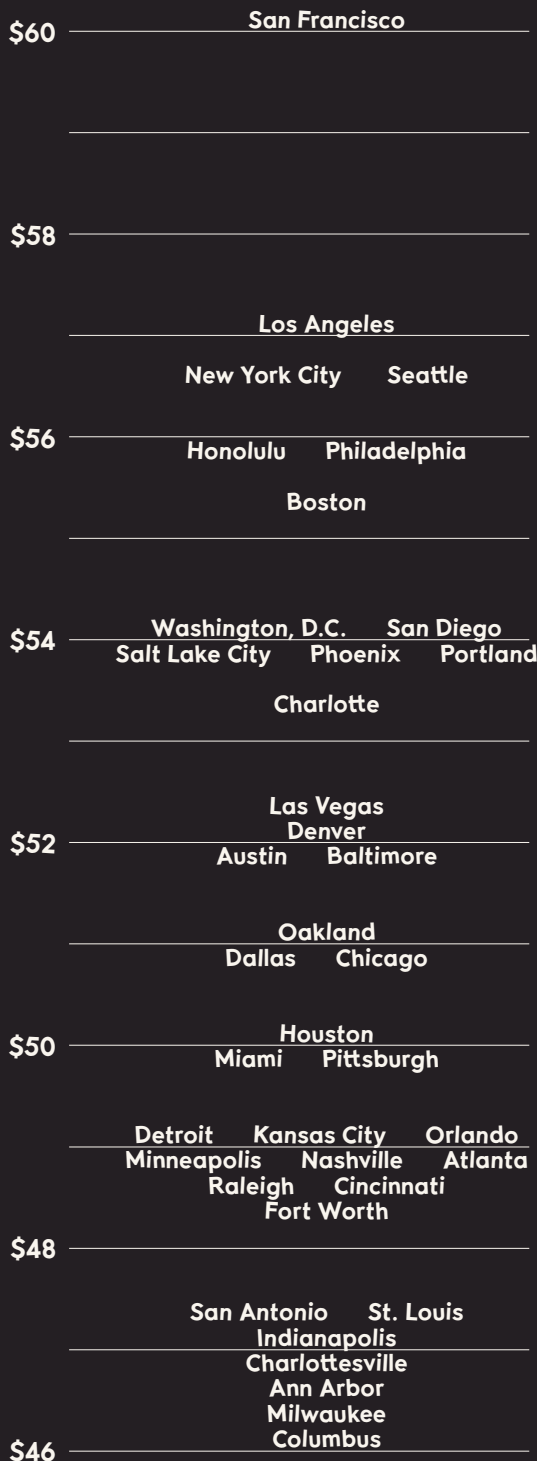 San Francisco
$60
$58
Los Angeles
New York City Seattle
$56
Honolulu Philadelphia
Boston
Washington, D.C. San Diego
$54
Salt Lake City Phoenix Portland
Charlotte
Las Vegas
Denver
$52
Austin Baltimore
Oakland
Dallas Chicago
Houston
$50
Miami Pittsburgh
Detroit Kansas City Orlando
Minneapolis Nashville Atlanta
Raleigh Cincinnati
Fort Worth
$48
San Antonio St. Louis
Indianapolis
Charlottesville
Ann Arbor
Milwaukee
Columbus
$46